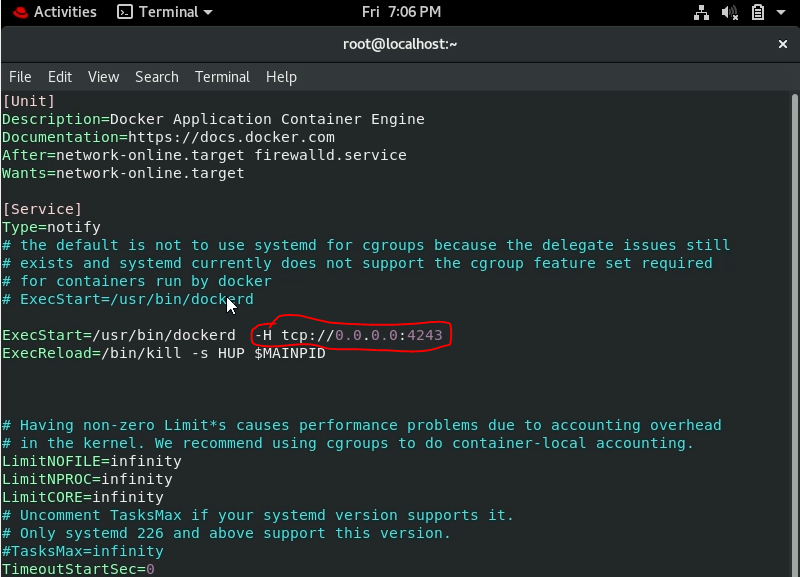 Activities Terminal Fri 7:06 PM
root@localhost:~ ×
File Edit View Search Terminal Help
[Unit]
Description=Docker Application Container Engine
Documentation=https://docs.docker.com
After=network-online.target firewalld.service
Wants=network-online.target
[Service]
Type=notify
# the default is not to use systemd for cgroups because the delegate issues still
# exists and systemd currently does not support the cgroup feature set required
# for containers run by docker
# ExecStart=/usr/bin/dockerd
ExecStart=/usr/bin/dockerd  -H tcp://0.0.0.0:4243
ExecReload=/bin/kill -s HUP $MAINPID
# Having non-zero Limit*s causes performance problems due to accounting overhead
# in the kernel. We recommend using cgroups to do container-local accounting.
LimitNOFILE=infinity
LimitNPROC=infinity
LimitCORE=infinity
# Uncomment TasksMax if your systemd version supports it.
# Only systemd 226 and above support this version.
#TasksMax=infinity
TimeoutStartSec=0